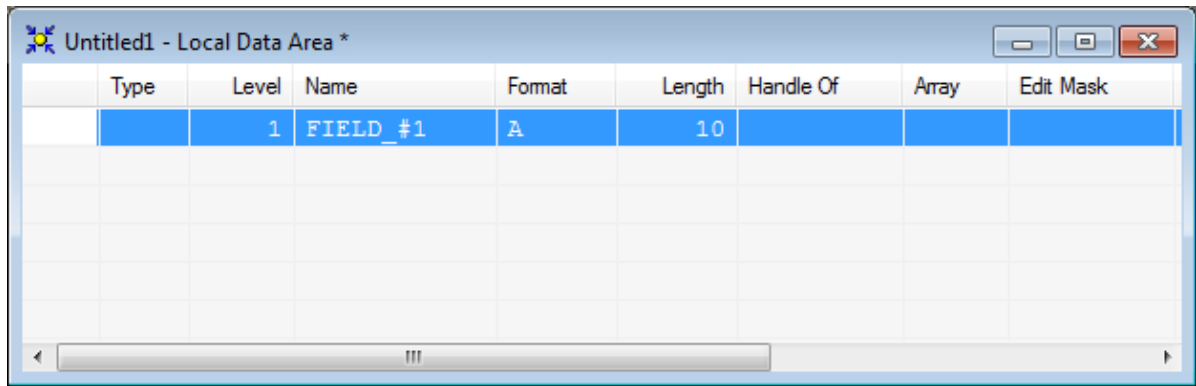 Untitled1 - Local Data Area *
Type Level Name Format Length Handle Of Array Edit Mask
1 FIELD_#1 A 10